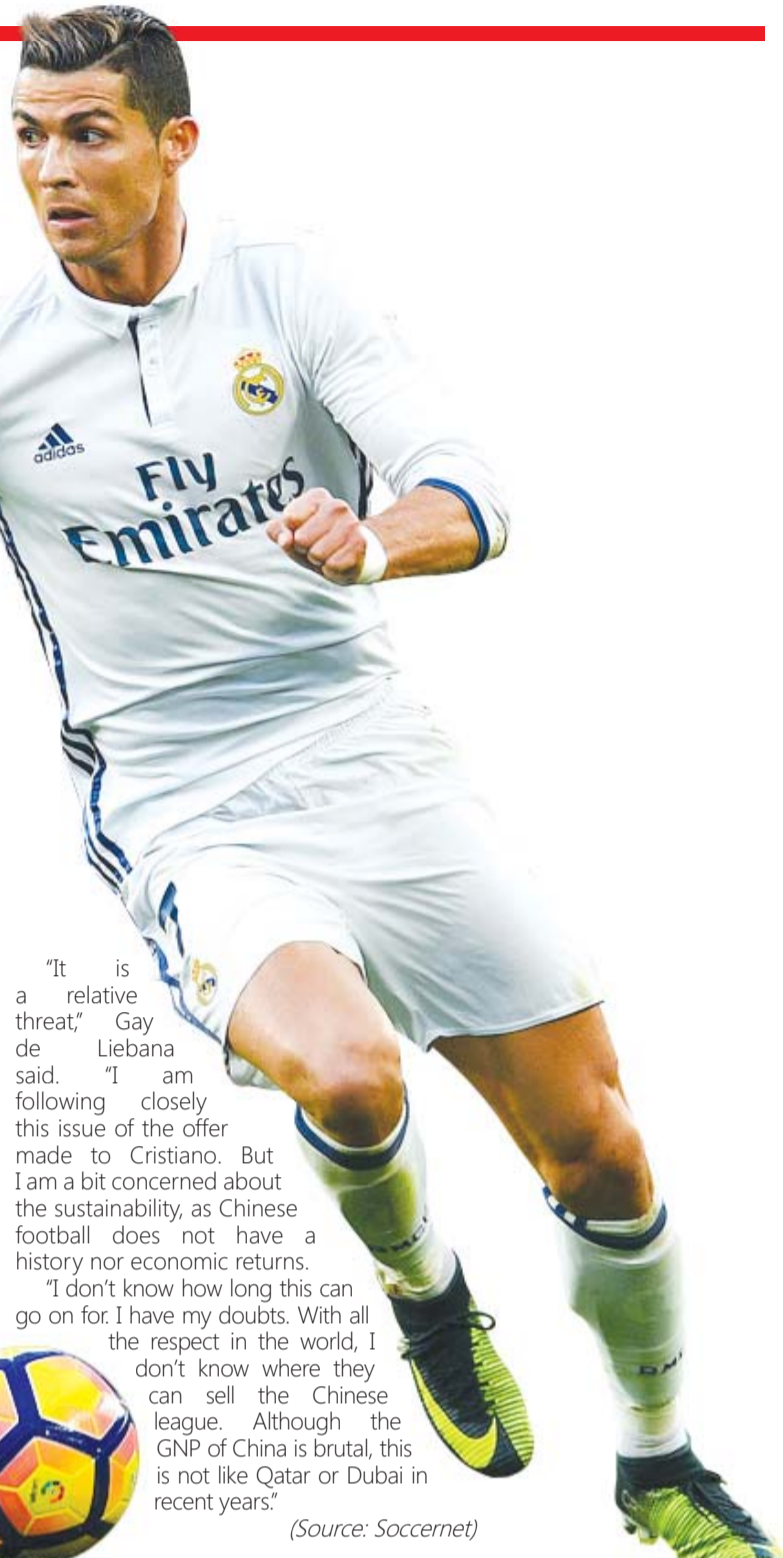 adidas
Fly
Emirates
"It is
a relative
threat," Gay
de Liebana
said. "I am
following closely
this issue of the offer
made to Cristiano. But
I am a bit concerned about
the sustainability, as Chinese
football does not have a
history nor economic returns.
"I don't know how long this can
go on for. I have my doubts. With all
the respect in the world, I
don't know where they
can sell the Chinese
league. Although the
GNP of China is brutal, this
is not like Qatar or Dubai in
recent years."
(Source: Soccernet)